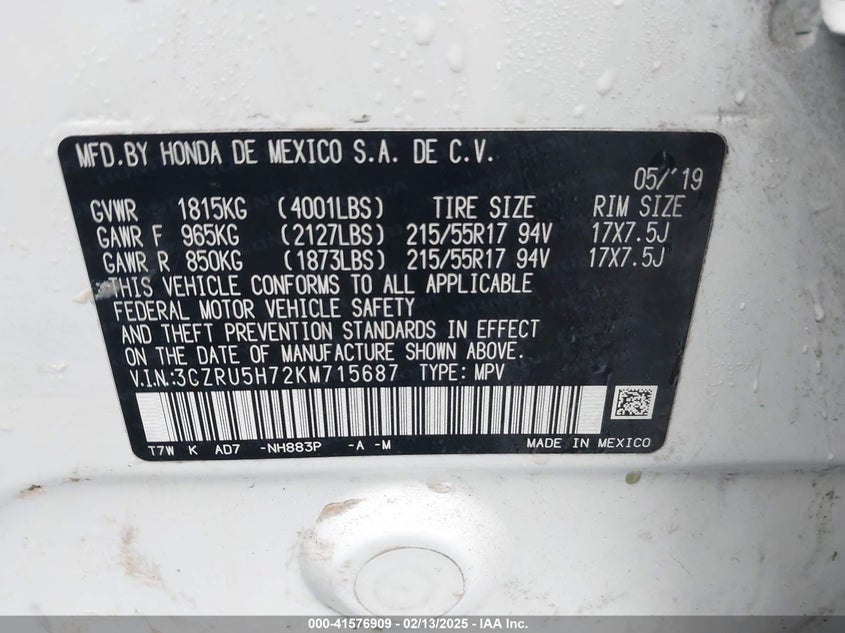 MFD.BY HONDA DE MEXICO S.A. DE C.V.
05/'19
GVWR 1815KG (4001LBS) TIRE SIZE RIM SIZE
GAWR F 965KG (2127LBS) 215/55R17 94V 17X7.5J
GAWR R 850KG (1873LBS) 215/55R17 94V 17X7.5J
THIS VEHICLE CONFORMS TO ALL APPLICABLE
FEDERAL MOTOR VEHICLE SAFETY
AND THEFT PREVENTION STANDARDS IN EFFECT
ON THE DATE OF MANUFACTURE SHOWN ABOVE.
V.I.N.:3CZRU5H72KM715687 TYPE: MPV
T7W K AD7 -NH883P -A -M MADE IN MEXICO
000-41576909 - 02/13/2025 - IAA Inc.